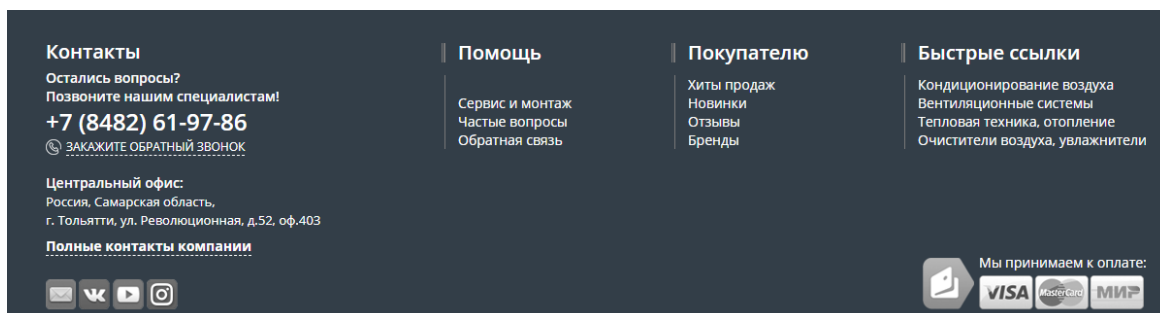 Контакты
Остались вопросы?
Позвоните нашим специалистам!
+7 (8482) 61-97-86
ЗАКАЖИТЕ ОБРАТНЫЙ ЗВОНОК
Центральный офис:
Россия, Самарская область,
г. Тольятти, ул. Революционная, д.52, оф.403
Полные контакты компании
Помощь
Сервис и монтаж
Частые вопросы
Обратная связь
Покупателю
Хиты продаж
Новинки
Отзывы
Бренды
Быстрые ссылки
Кондиционирование воздуха
Вентиляционные системы
Тепловая техника, отопление
Очистители воздуха, увлажнители
Мы принимаем к оплате:
VISA MasterCard МИР